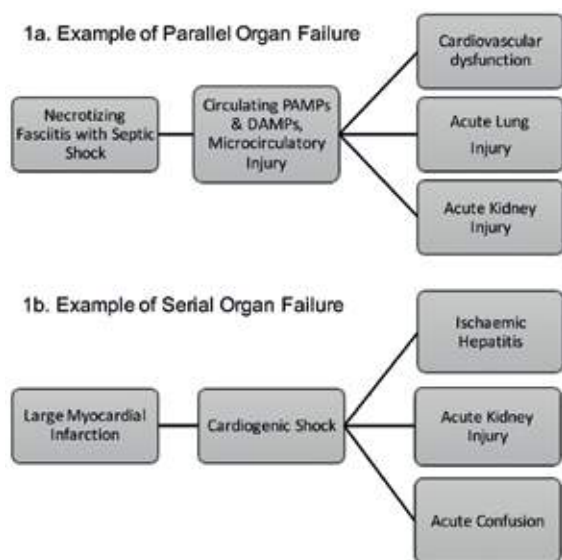 1a. Example of Parallel Organ Failure
Necrotizing
Fasciitis with Septic
Shock
Circulating PAMPs
& DAMPs,
Microcirculatory
Injury
Cardiovascular
dysfunction
Acute Lung
Injury
Acute Kidney
Injury
1b. Example of Serial Organ Failure
Large Myocardial
Infarction
Cardiogenic Shock
Ischaemic
Hepatitis
Acute Kidney
Injury
Acute Confusion